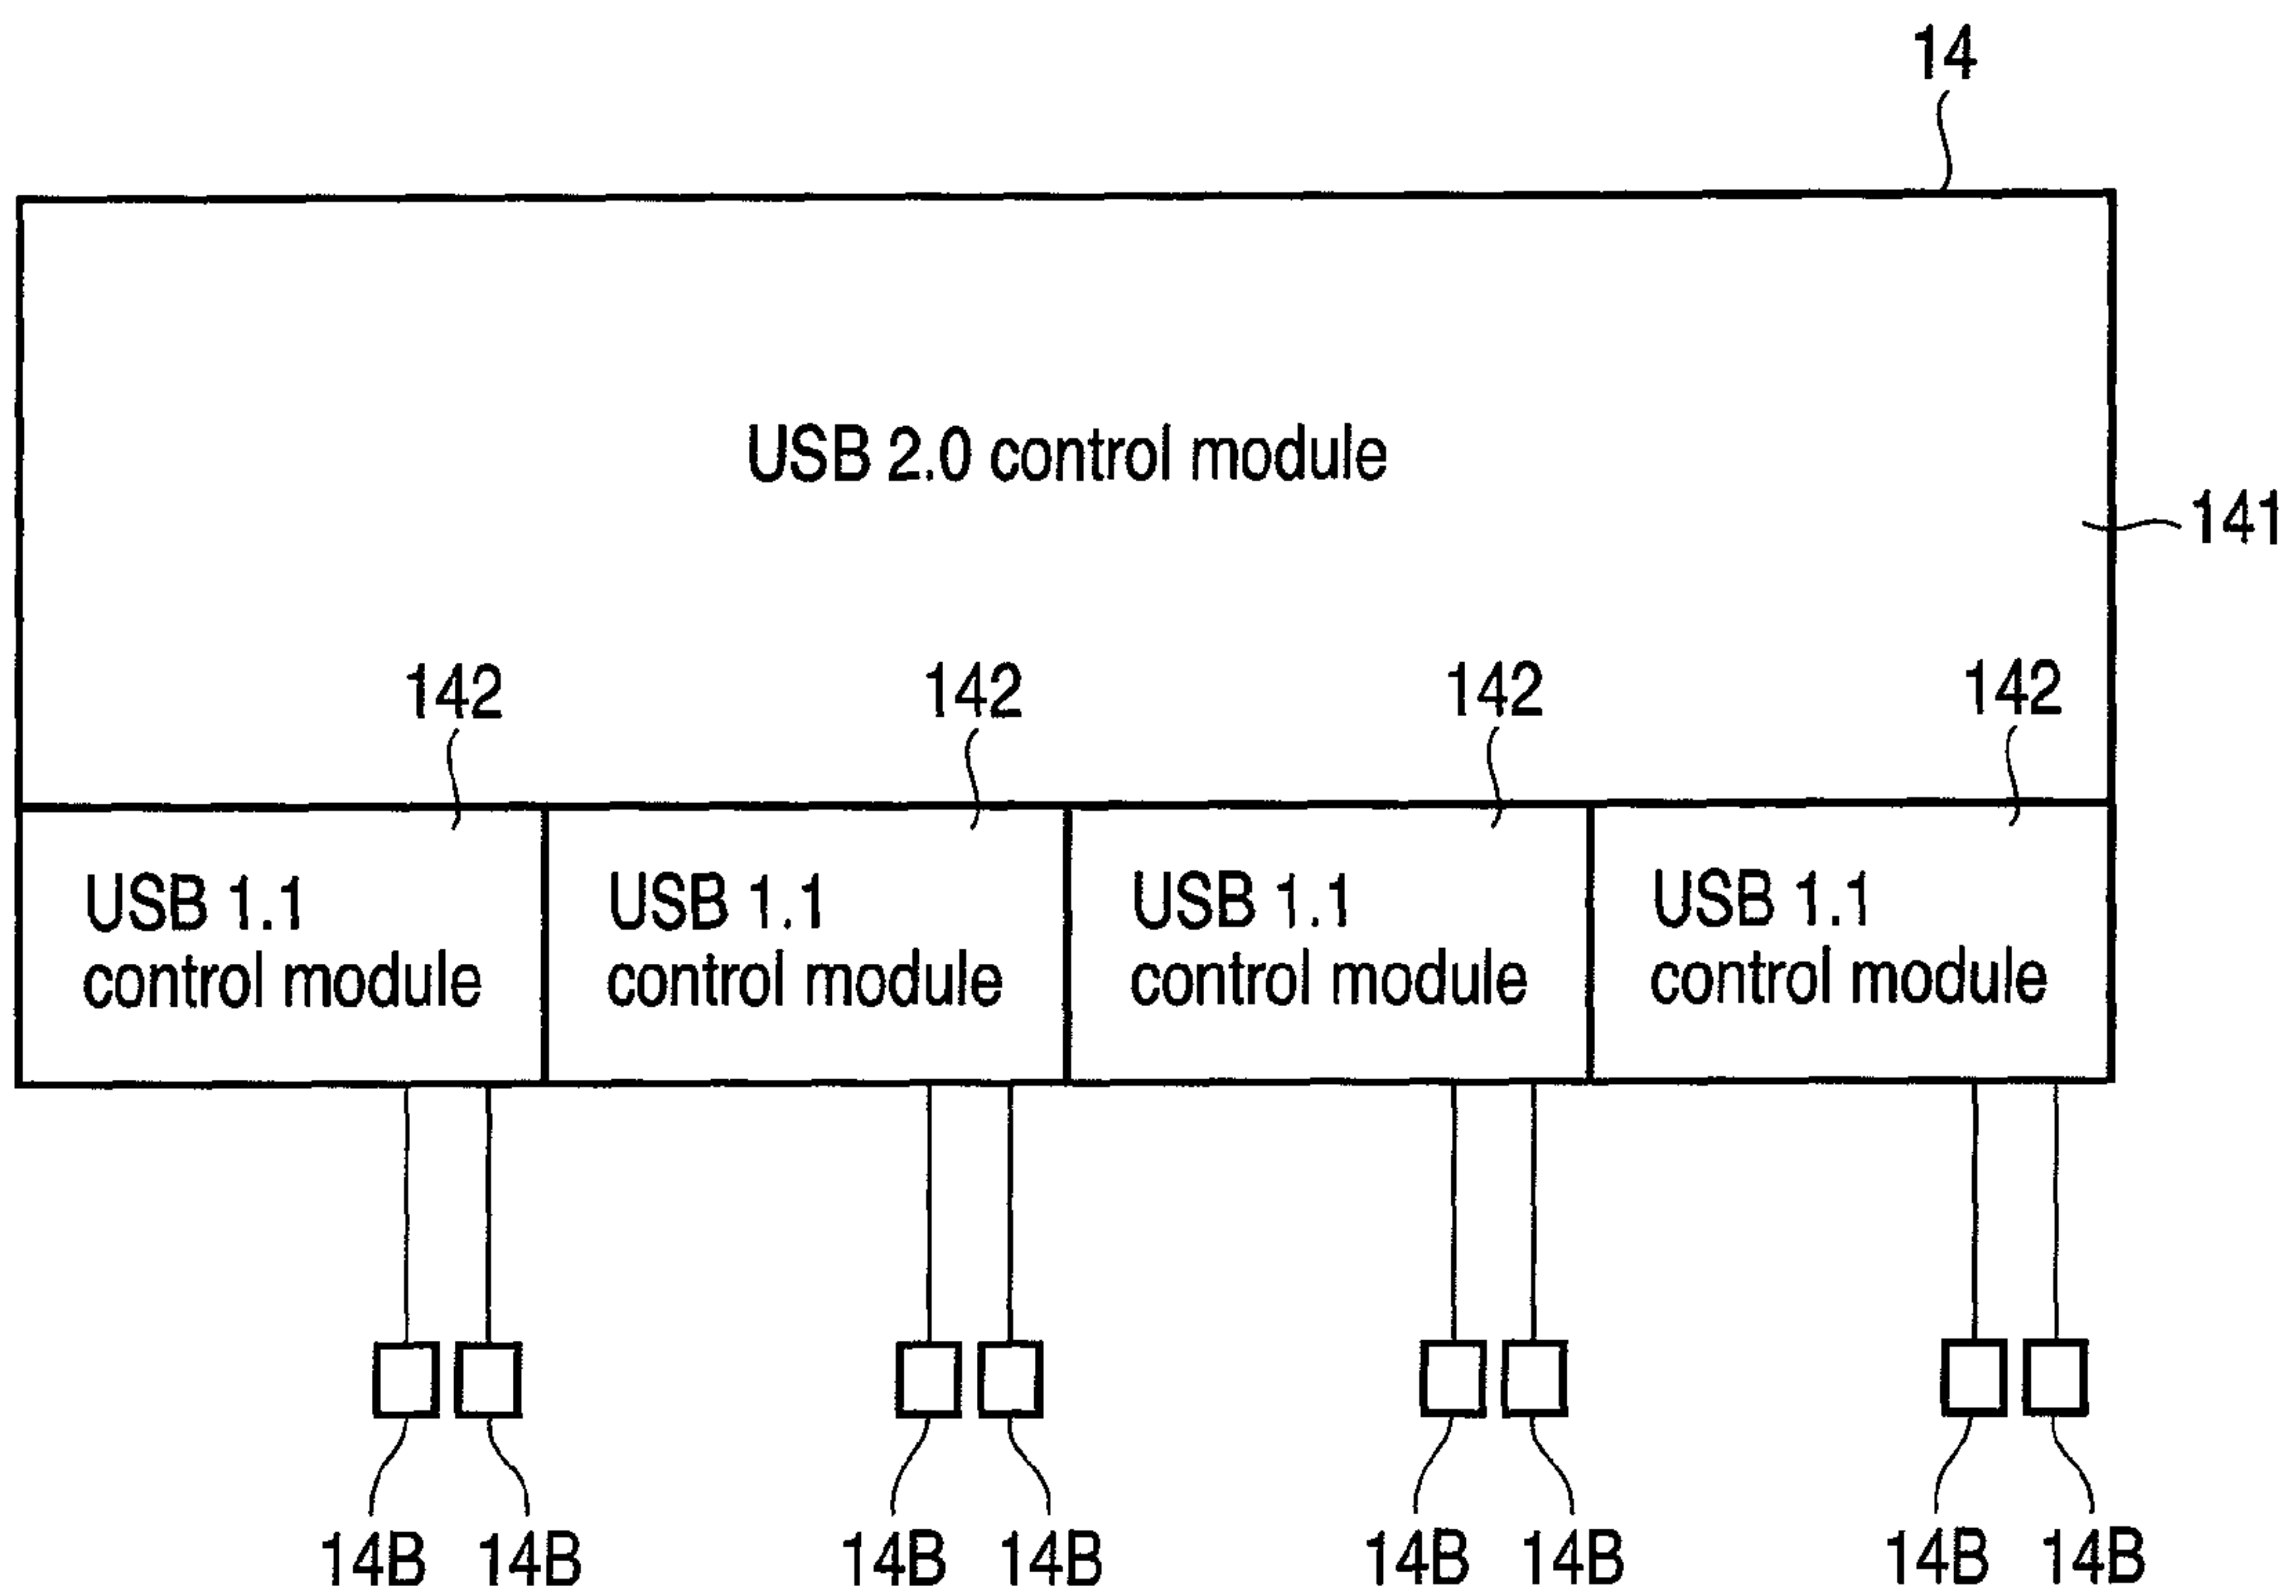 14
USB 2.0 control module
141
142 142 142 142
USB 1.1 USB 1.1 USB 1.1 USB 1.1
control module control module control module control module
14B 14B 14B 14B 14B 14B 14B 14B